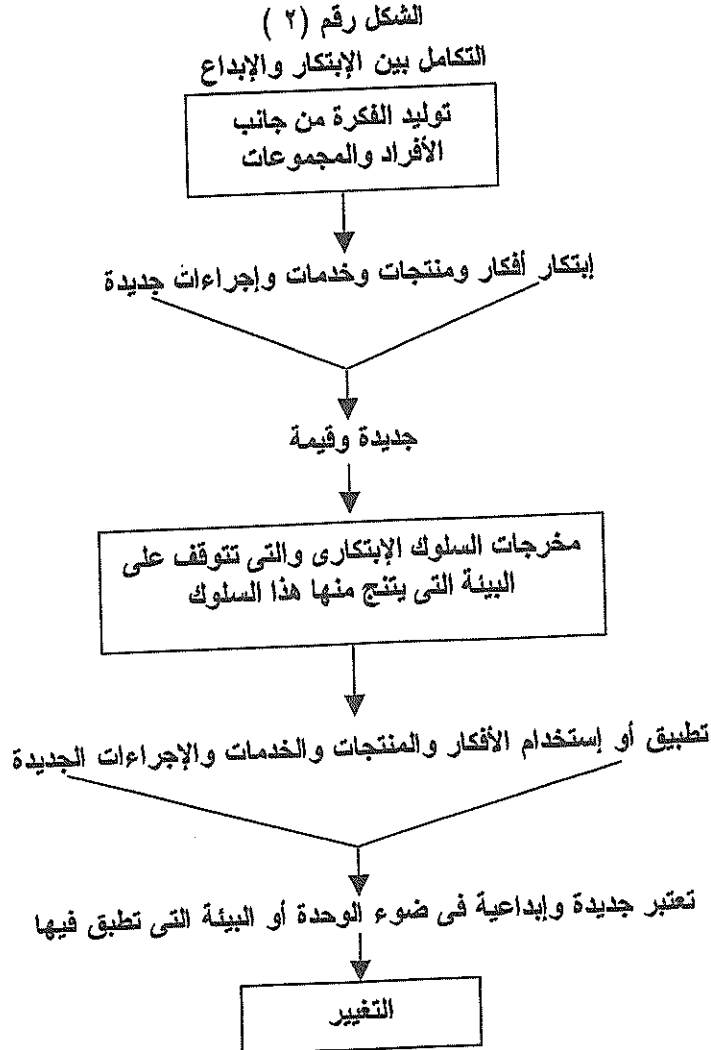 الشكل رقم (٢ )
التكامل بين الإبتكار والإبداع
توليد الفكرة من جانب
الأفراد والمجموعات
إبتكار أفكار ومنتجات وخدمات وإجراءات جديدة
جديدة وقيمة
مخرجات السلوك الإبتكارى والتى تتوقف على
البيئة التى يتنج منها هذا السلوك
تطبيق أو إستخدام الأفكار والمنتجات والخدمات والإجراءات الجديدة
تعتبر جديدة وإبداعية فى ضوء الوحدة أو البيئة التى تطبق فيها
التغيير